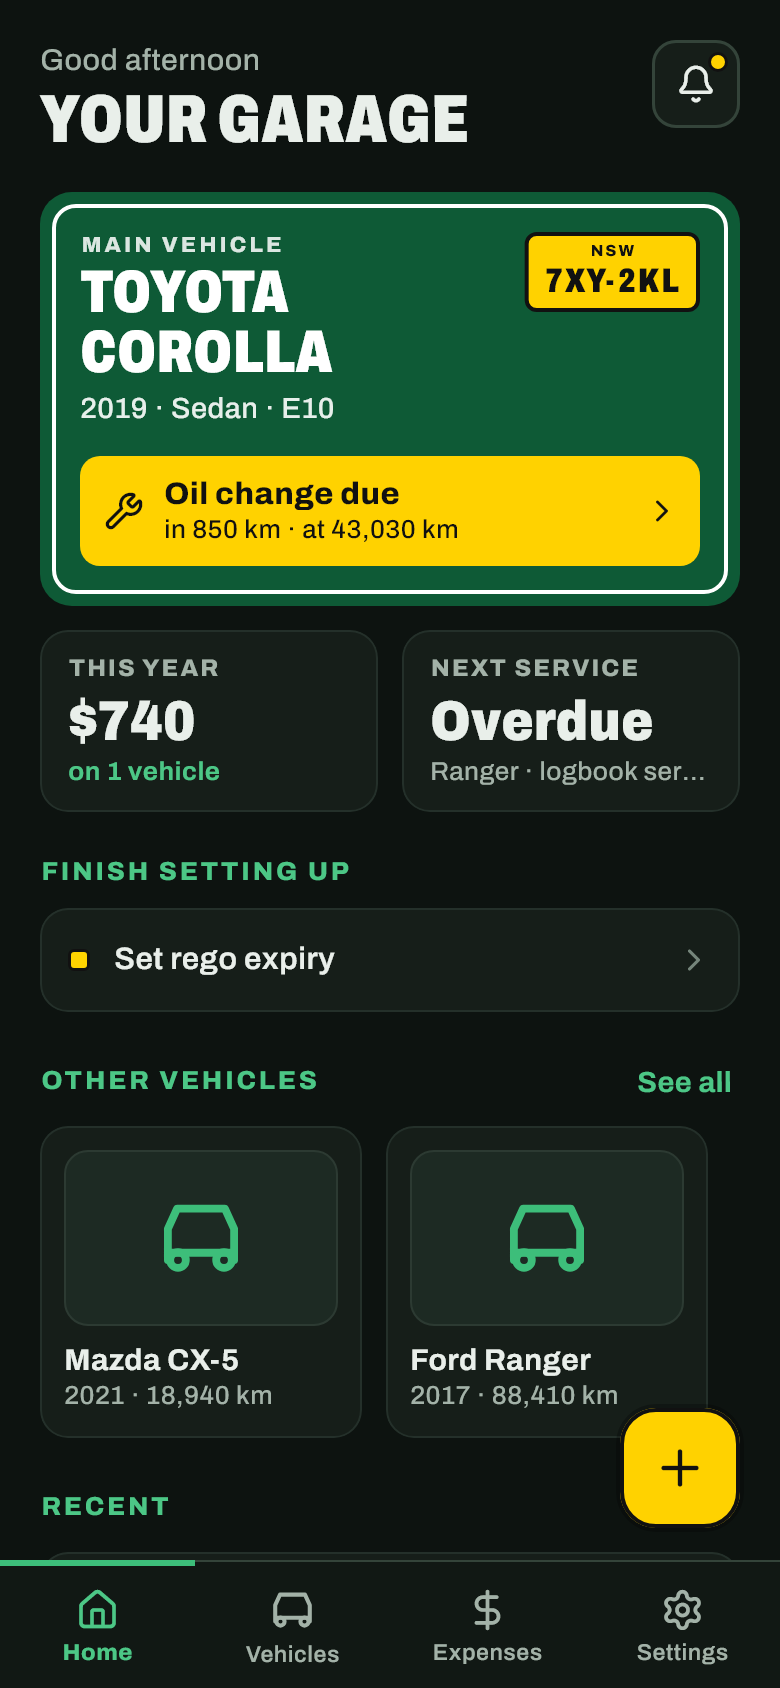 Good afternoon
YOUR GARAGE
MAIN VEHICLE
TOYOTA
COROLLA
NSW
7XY-2KL
2019 · Sedan · E10
Oil change due
in 850 km · at 43,030 km
THIS YEAR
$740
on 1 vehicle
NEXT SERVICE
Overdue
Ranger · logbook ser...
FINISH SETTING UP
Set rego expiry
OTHER VEHICLES
See all
Mazda CX-5
2021 · 18,940 km
Ford Ranger
2017 · 88,410 km
RECENT
Home
Vehicles
Expenses
Settings